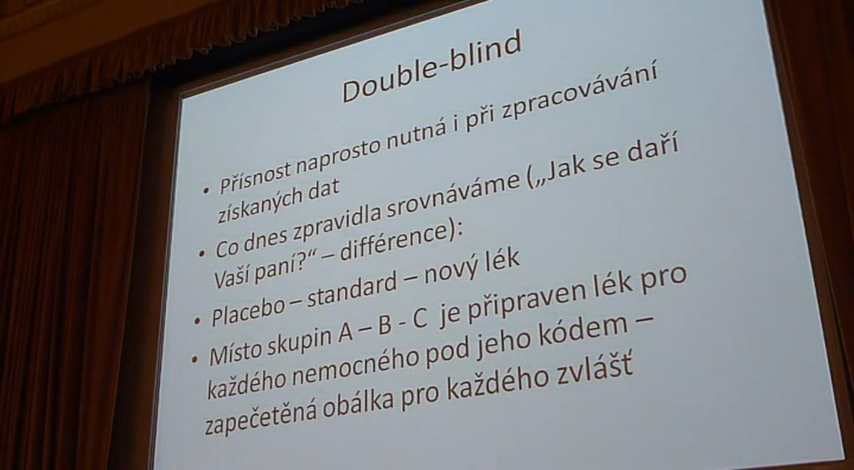 Double-blind
• Přísnost naprosto nutná i při zpracovávání
získaných dat
• Co dnes zpravidla srovnáváme („Jak se daří
Vaší paní?“ – différence):
• Placebo – standard – nový lék
• Místo skupin A – B - C je připraven lék pro
každého nemocného pod jeho kódem –
zapečetěná obálka pro každého zvlášť